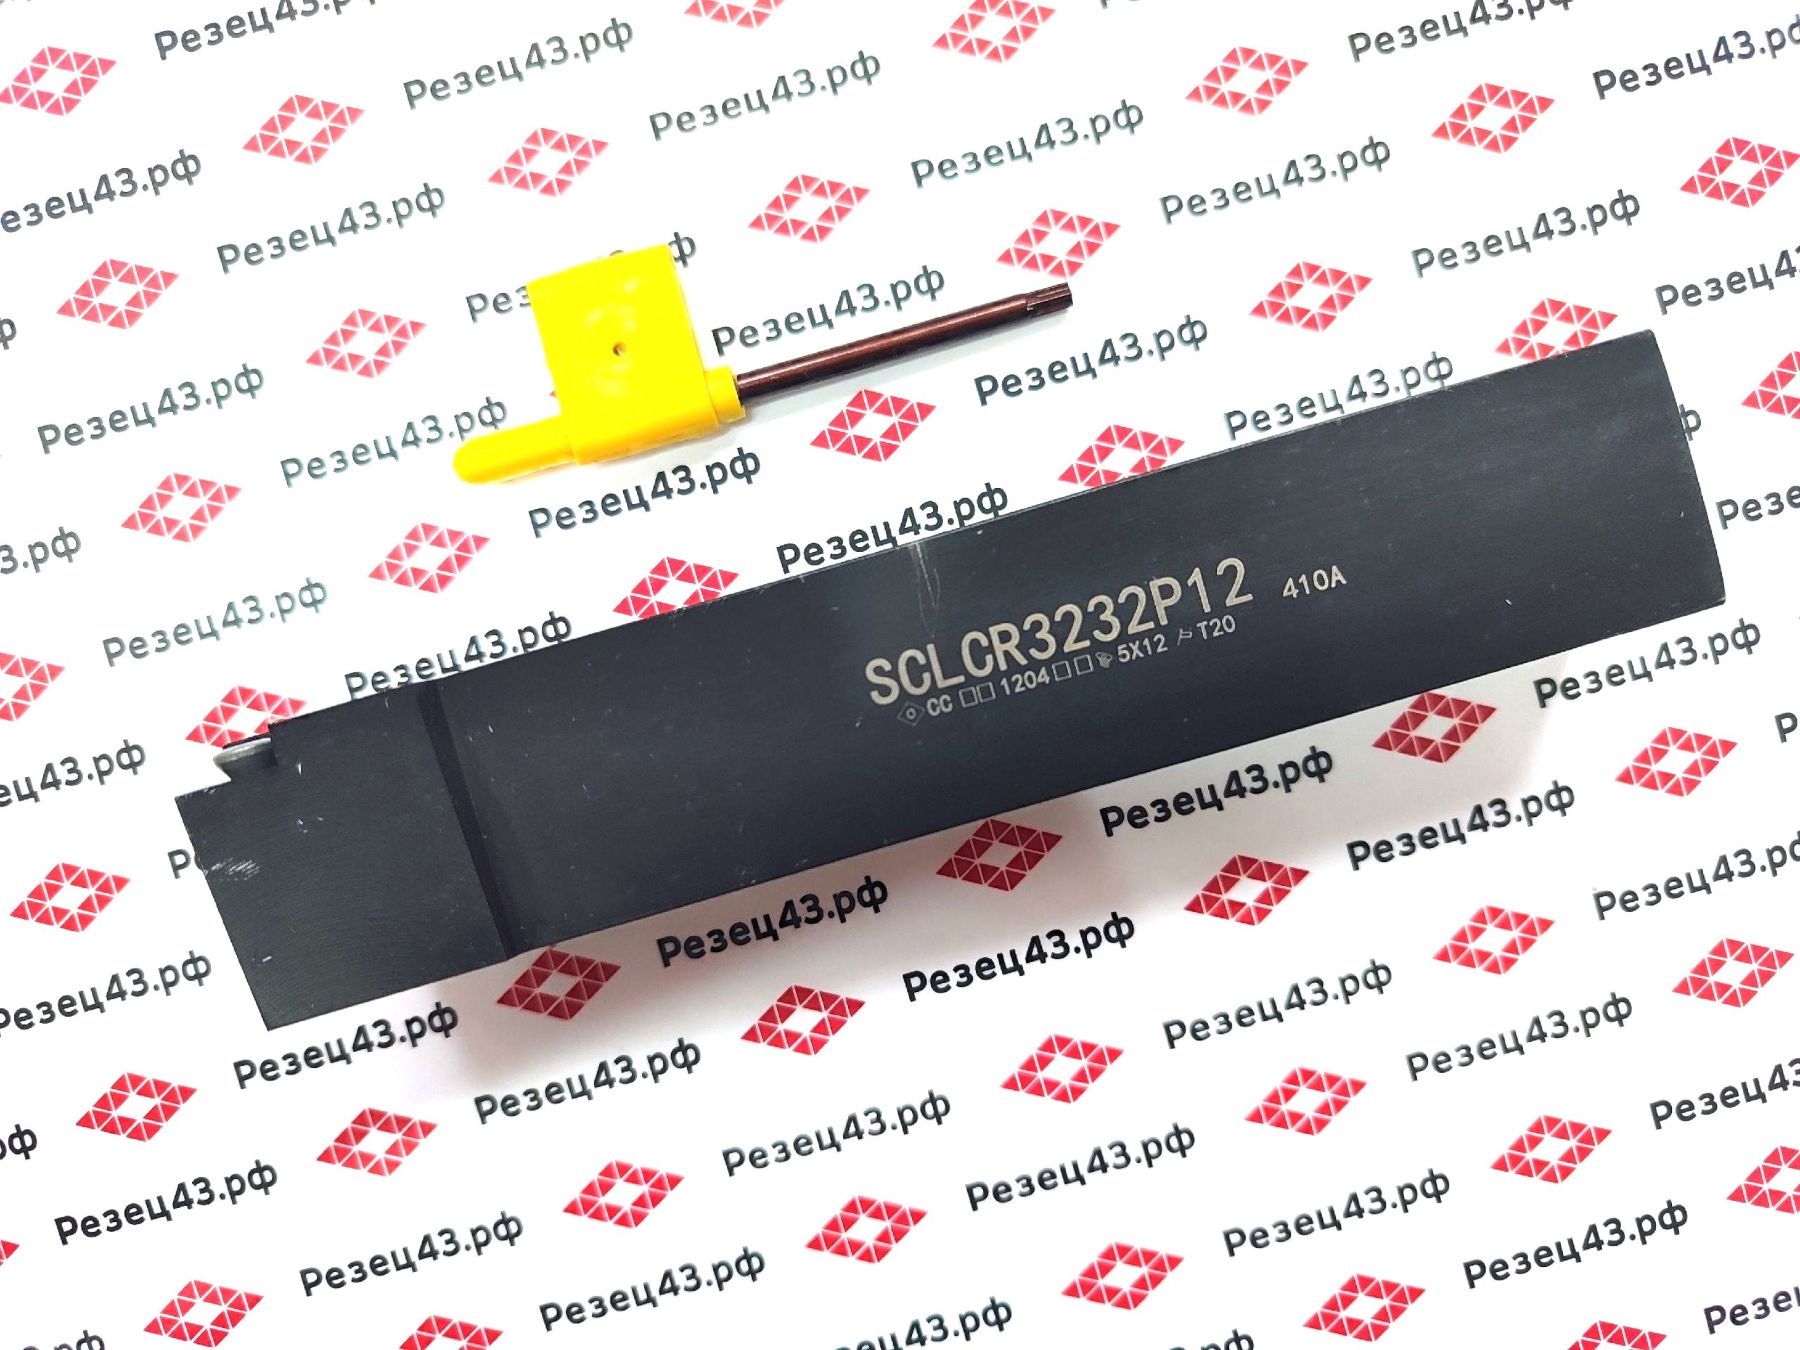 SCLCR3232P12 410A
CC □□ 1204 □□ 5X12 T20
Резец43.рф